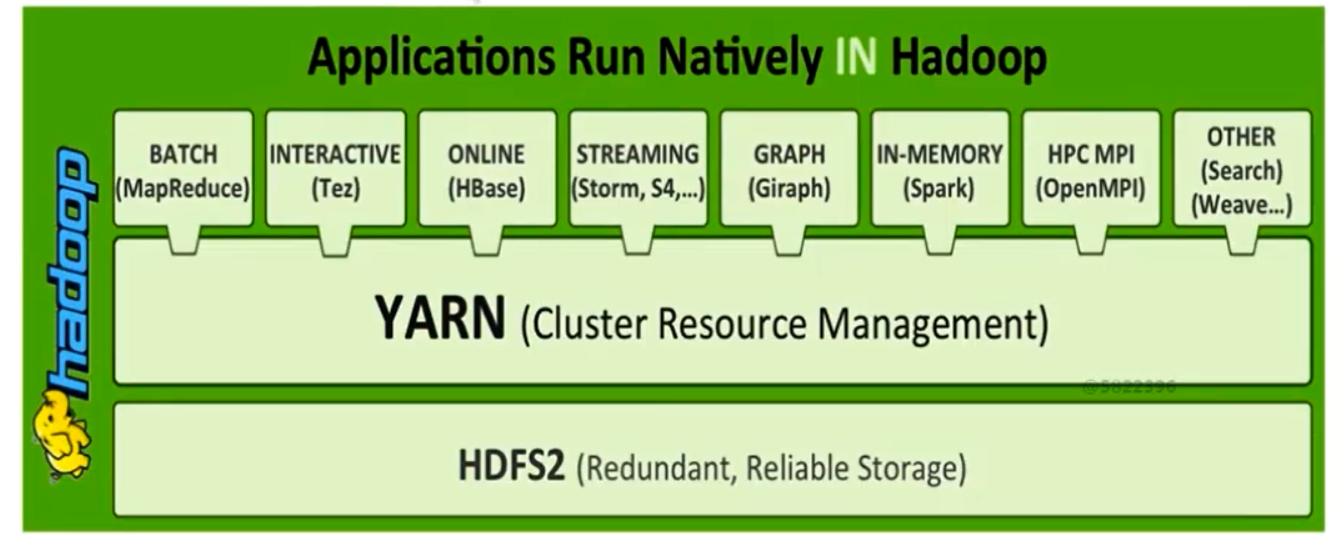 Applications Run Natively IN Hadoop
BATCH
(MapReduce)
INTERACTIVE
(Tez)
ONLINE
(HBase)
STREAMING
(Storm, S4,...)
GRAPH
(Giraph)
IN-MEMORY
(Spark)
HPC MPI
(OpenMPI)
OTHER
(Search)
(Weave...)
hadoop
YARN (Cluster Resource Management)
@5822996
HDFS2 (Redundant, Reliable Storage)